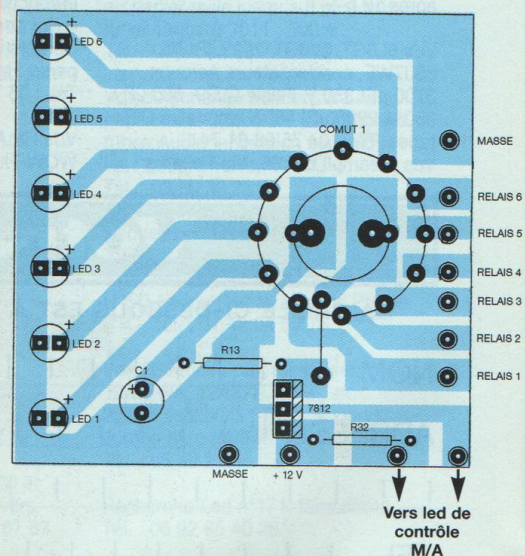 +
LED 6
+
LED 5
COMUT 1
MASSE
+
LED 4
RELAIS 6
RELAIS 5
+
LED 3
RELAIS 4
RELAIS 3
+
LED 2
RELAIS 2
R13
C1
RELAIS 1
+
+
LED 1
7812
R32
MASSE
+ 12 V
Vers led de
contrôle
M/A